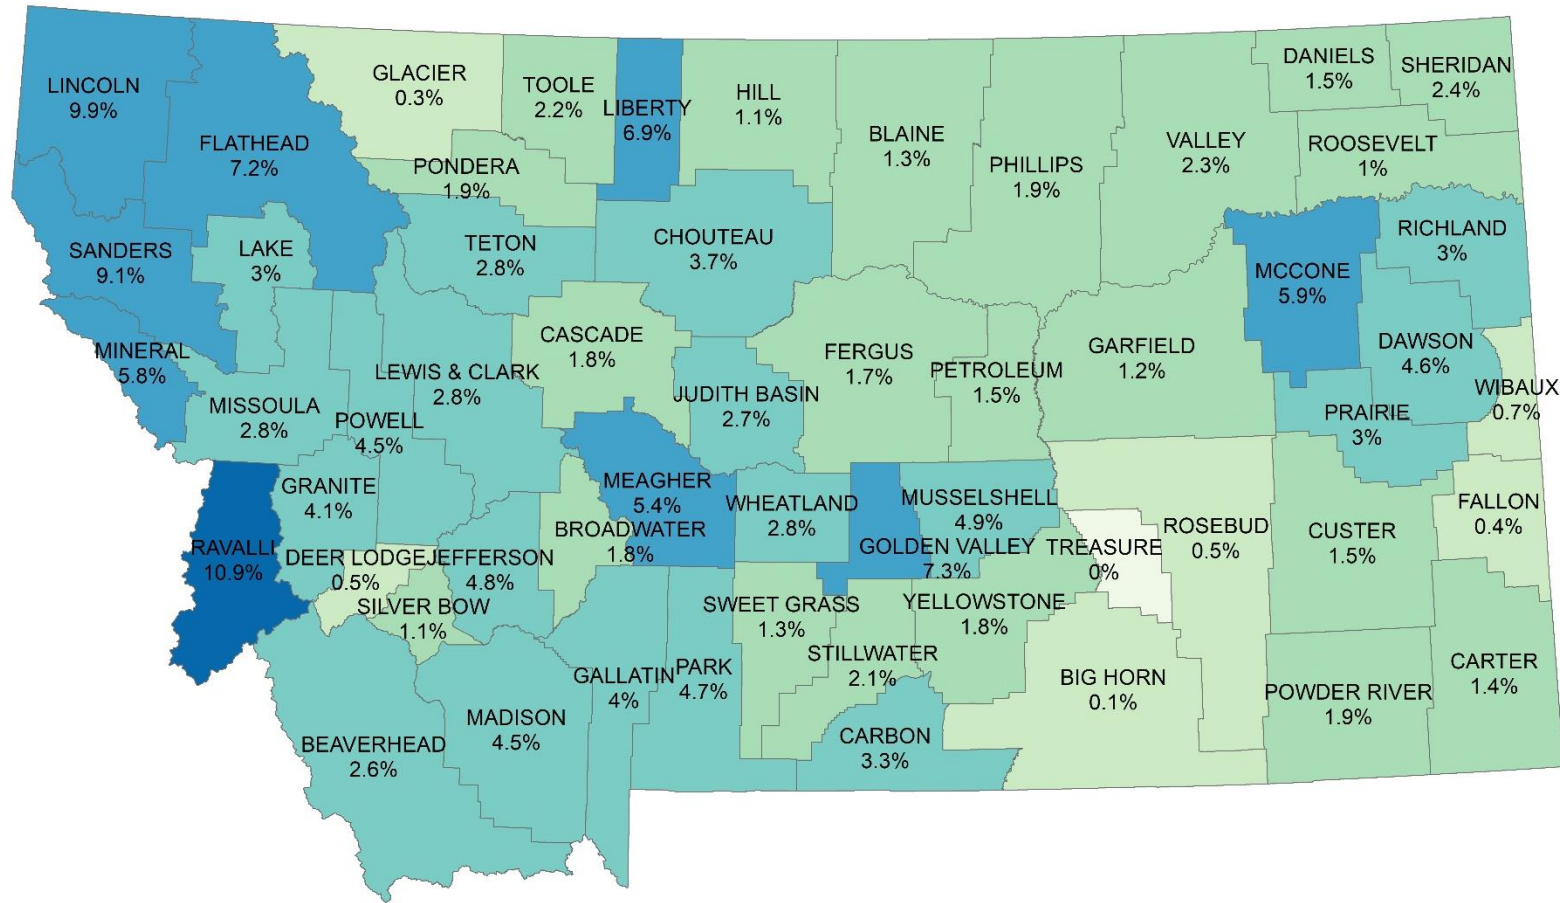 LINCOLN
9.9%
FLATHEAD
7.2%
GLACIER
0.3%
TOOLE
2.2%
LIBERTY
6.9%
HILL
1.1%
BLAINE
1.3%
PHILLIPS
1.9%
VALLEY
2.3%
DANIELS
1.5%
SHERIDAN
2.4%
ROOSEVELT
1%
PONDERA
1.9%
SANDERS
9.1%
LAKE
3%
TETON
2.8%
CHOUTEAU
3.7%
MCCONE
5.9%
RICHLAND
3%
MINERAL
5.8%
CASCADE
1.8%
FERGUS
1.7%
PETROLEUM
1.5%
GARFIELD
1.2%
DAWSON
4.6%
WIBAUX
0.7%
MISSOULA
2.8%
POWELL
4.5%
LEWIS & CLARK
2.8%
JUDITH BASIN
2.7%
PRAIRIE
3%
GRANITE
4.1%
MEAGHER
5.4%
WHEATLAND
2.8%
MUSSELSHELL
4.9%
GOLDEN VALLEY
7.3%
TREASURE
0%
ROSEBUD
0.5%
CUSTER
1.5%
FALLON
0.4%
RAVALLI
10.9%
DEER LODGE
0.5%
JEFFERSON
4.8%
BROADWATER
1.8%
SILVER BOW
1.1%
SWEET GRASS
1.3%
YELLOWSTONE
1.8%
STILLWATER
2.1%
GALLATIN
4%
PARK
4.7%
BIG HORN
0.1%
POWDER RIVER
1.9%
CARTER
1.4%
BEAVERHEAD
2.6%
MADISON
4.5%
CARBON
3.3%